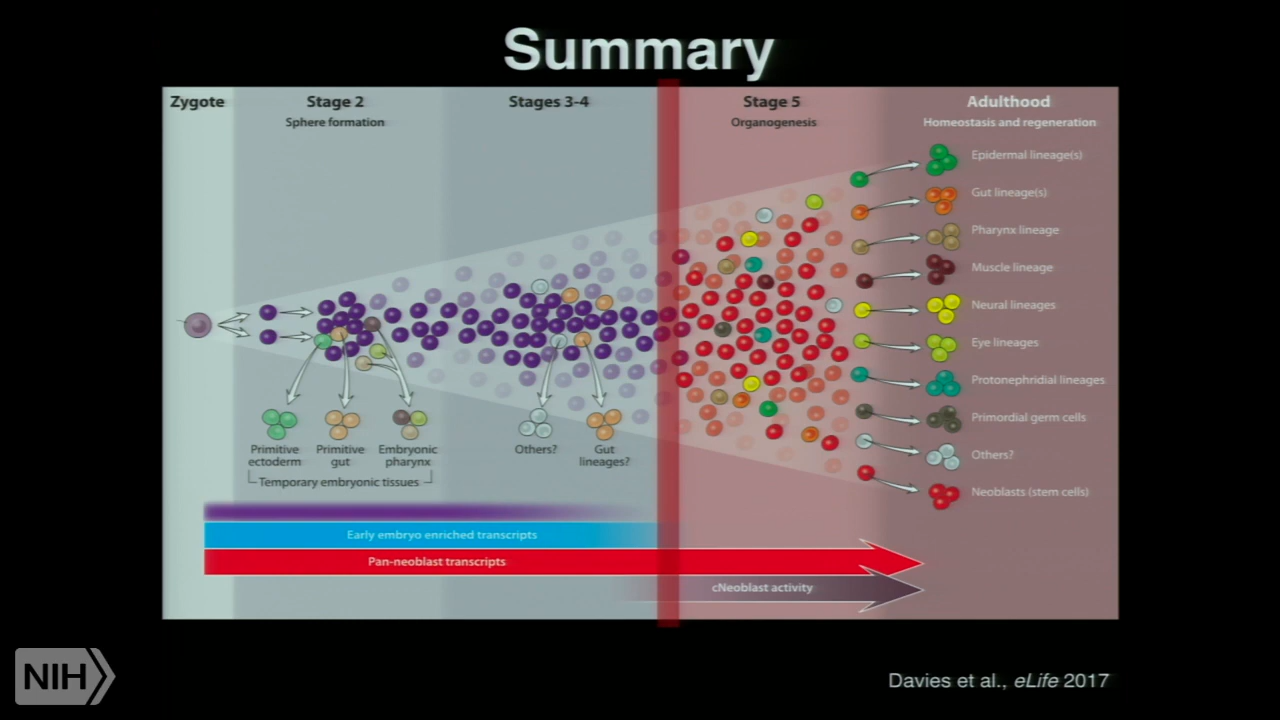 Summary
Zygote
Stage 2
Sphere formation
Stages 3-4
Stage 5
Organogenesis
Adulthood
Homeostasis and regeneration
Epidermal lineage(s)
Gut lineage(s)
Pharynx lineage
Muscle lineage
Neural lineages
Eye lineages
Protonephridial lineages
Primordial germ cells
Others?
Neoblasts (stem cells)
Primitive
ectoderm
Primitive
gut
Embryonic
pharynx
Temporary embryonic tissues
Others?
Gut
lineages?
Early embryo enriched transcripts
Pan-neoblast transcripts
cNeoblast activity
NIH
Davies et al., eLife 2017